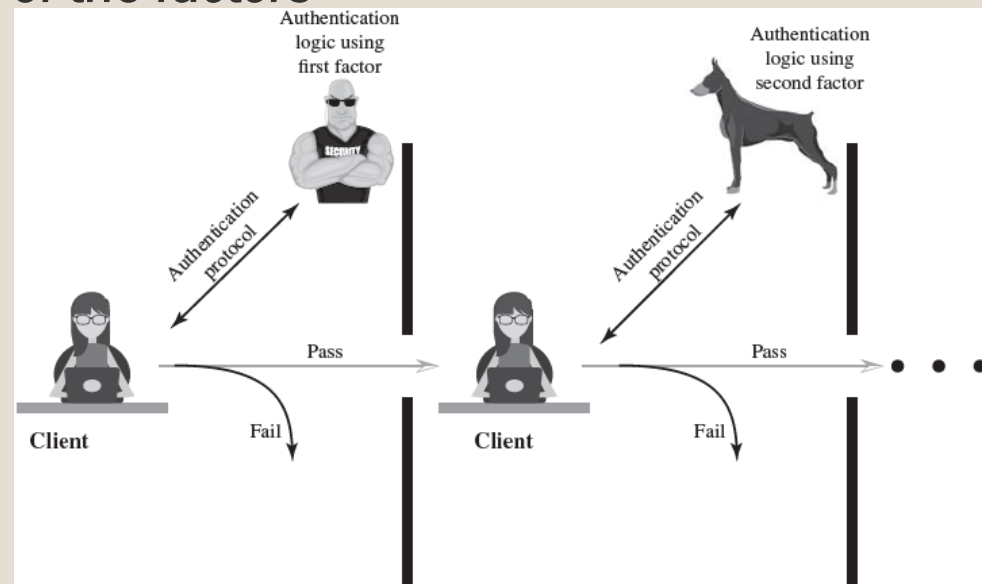 of the factors
Authentication
logic using
first factor
Authentication
logic using
second factor
SECURITY
Authentication
protocol
Authentication
protocol
Pass
Pass
Fail
Fail
Client
Client